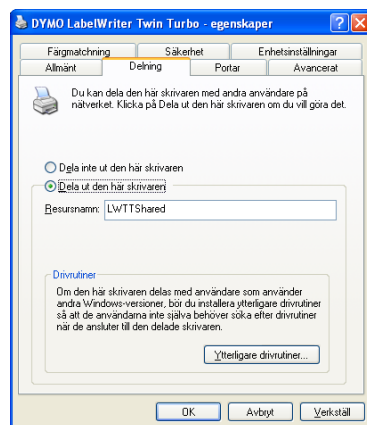 DYMO LabelWriter Twin Turbo - egenskaper
Färgmatchning Säkerhet Enhetsinställningar
Allmänt Delning Portar Avancerat
Du kan dela den här skrivaren med andra användare på
nätverket. Klicka på Dela ut den här skrivaren om du vill göra det.
Dela inte ut den här skrivaren
Dela ut den här skrivaren
Resursnamn: LWTTShared
Drivrutiner
Om den här skrivaren delas med användare som använder
andra Windows-versioner, bör du installera ytterligare drivrutiner
så att de användarna inte själva behöver söka efter drivrutiner
när de ansluter till den delade skrivaren.
Ytterligare drivrutiner...
OK Avbryt Verkställ